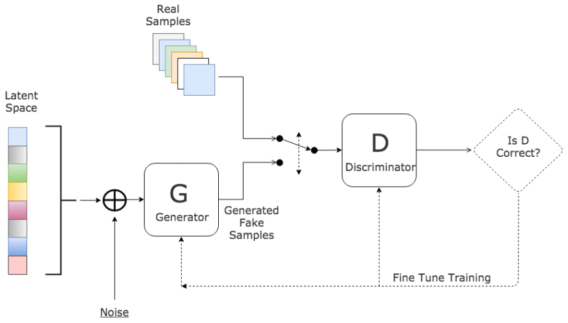 Real
Samples
Latent
Space
D
Discriminator
Is D
Correct?
G
Generator
Generated
Fake
Samples
Fine Tune Training
Noise